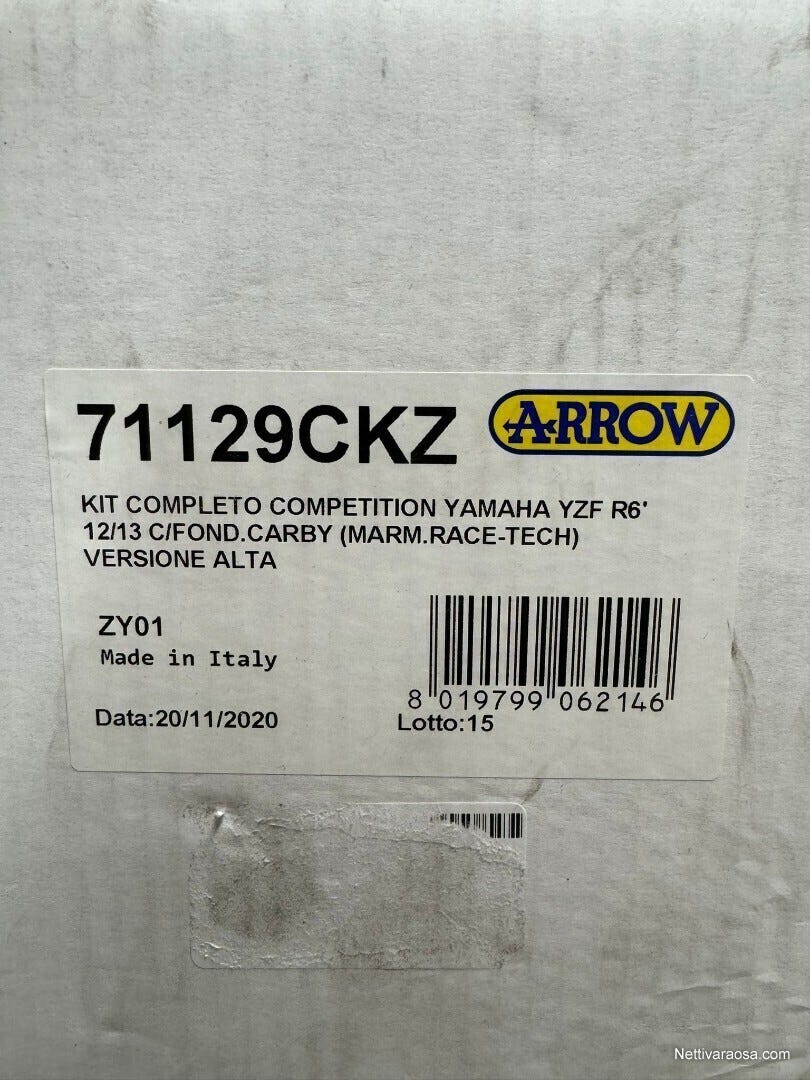 71129CKZ
ARROW
KIT COMPLETO COMPETITION YAMAHA YZF R6'
12/13 C/FOND.CARBY (MARM.RACE-TECH)
VERSIONE ALTA
ZY01
Made in Italy
8 019799 062146
Data:20/11/2020
Lotto:15
Nettivaraosa.com